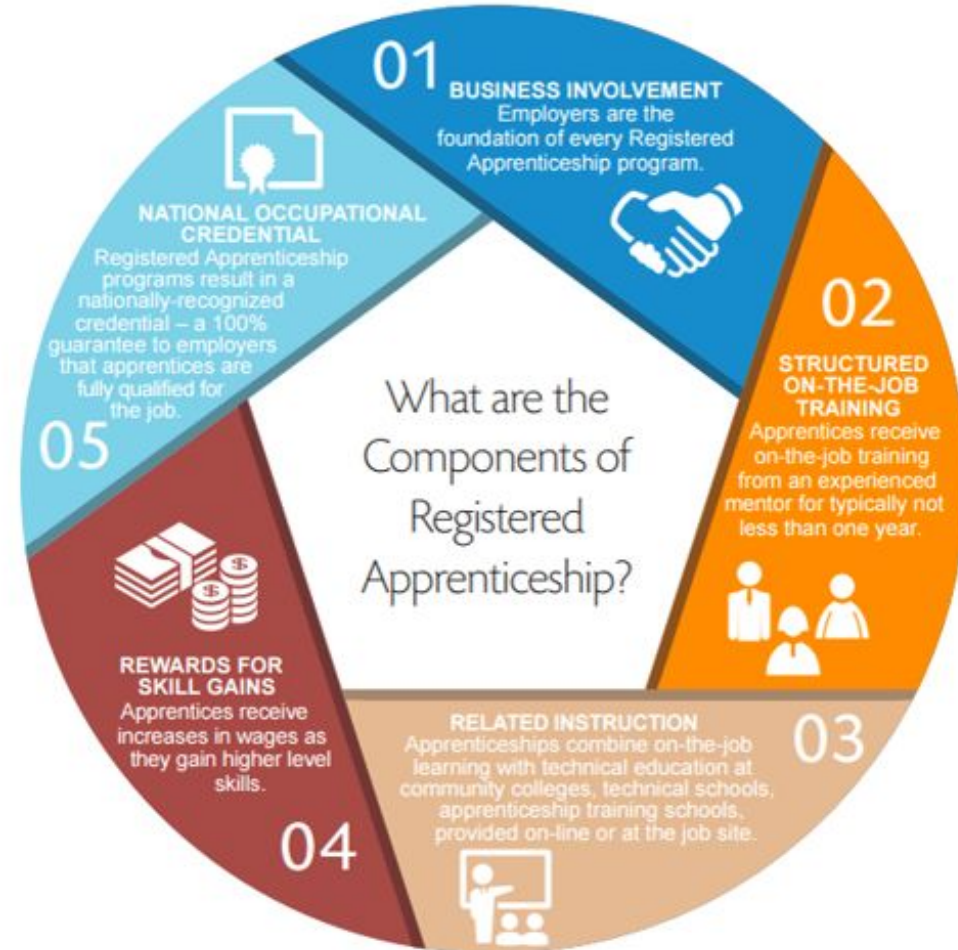 01
BUSINESS INVOLVEMENT
Employers are the
foundation of every Registered
Apprenticeship program.
02
STRUCTURED
ON-THE-JOB
TRAINING
Apprentices receive
on-the-job training
from an experienced
mentor for typically not
less than one year.
03
RELATED INSTRUCTION
Apprenticeships combine on-the-job
learning with technical education at
community colleges, technical schools,
apprenticeship training schools,
provided on-line or at the job site.
04
$
$
REWARDS FOR
SKILL GAINS
Apprentices receive
increases in wages as
they gain higher level
skills.
05
NATIONAL OCCUPATIONAL
CREDENTIAL
Registered Apprenticeship
programs result in a
nationally-recognized
credential – a 100%
guarantee to employers
that apprentices are
fully qualified for
the job.
What are the
Components of
Registered
Apprenticeship?